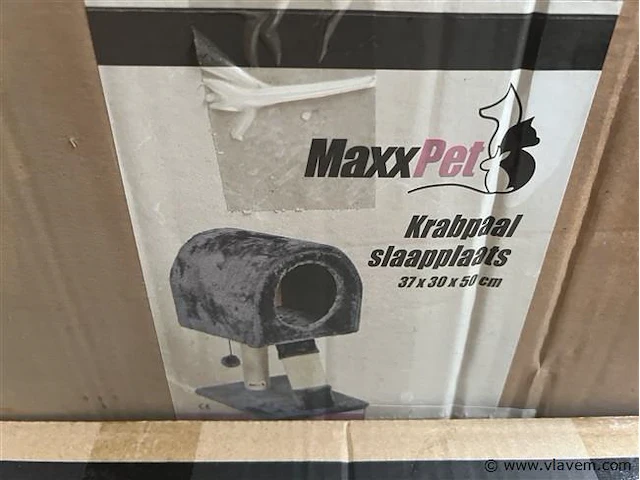 MaxxPet
Krabpaal
slaapplaats
37 x 30 x 50 cm
© www.vlavem.com